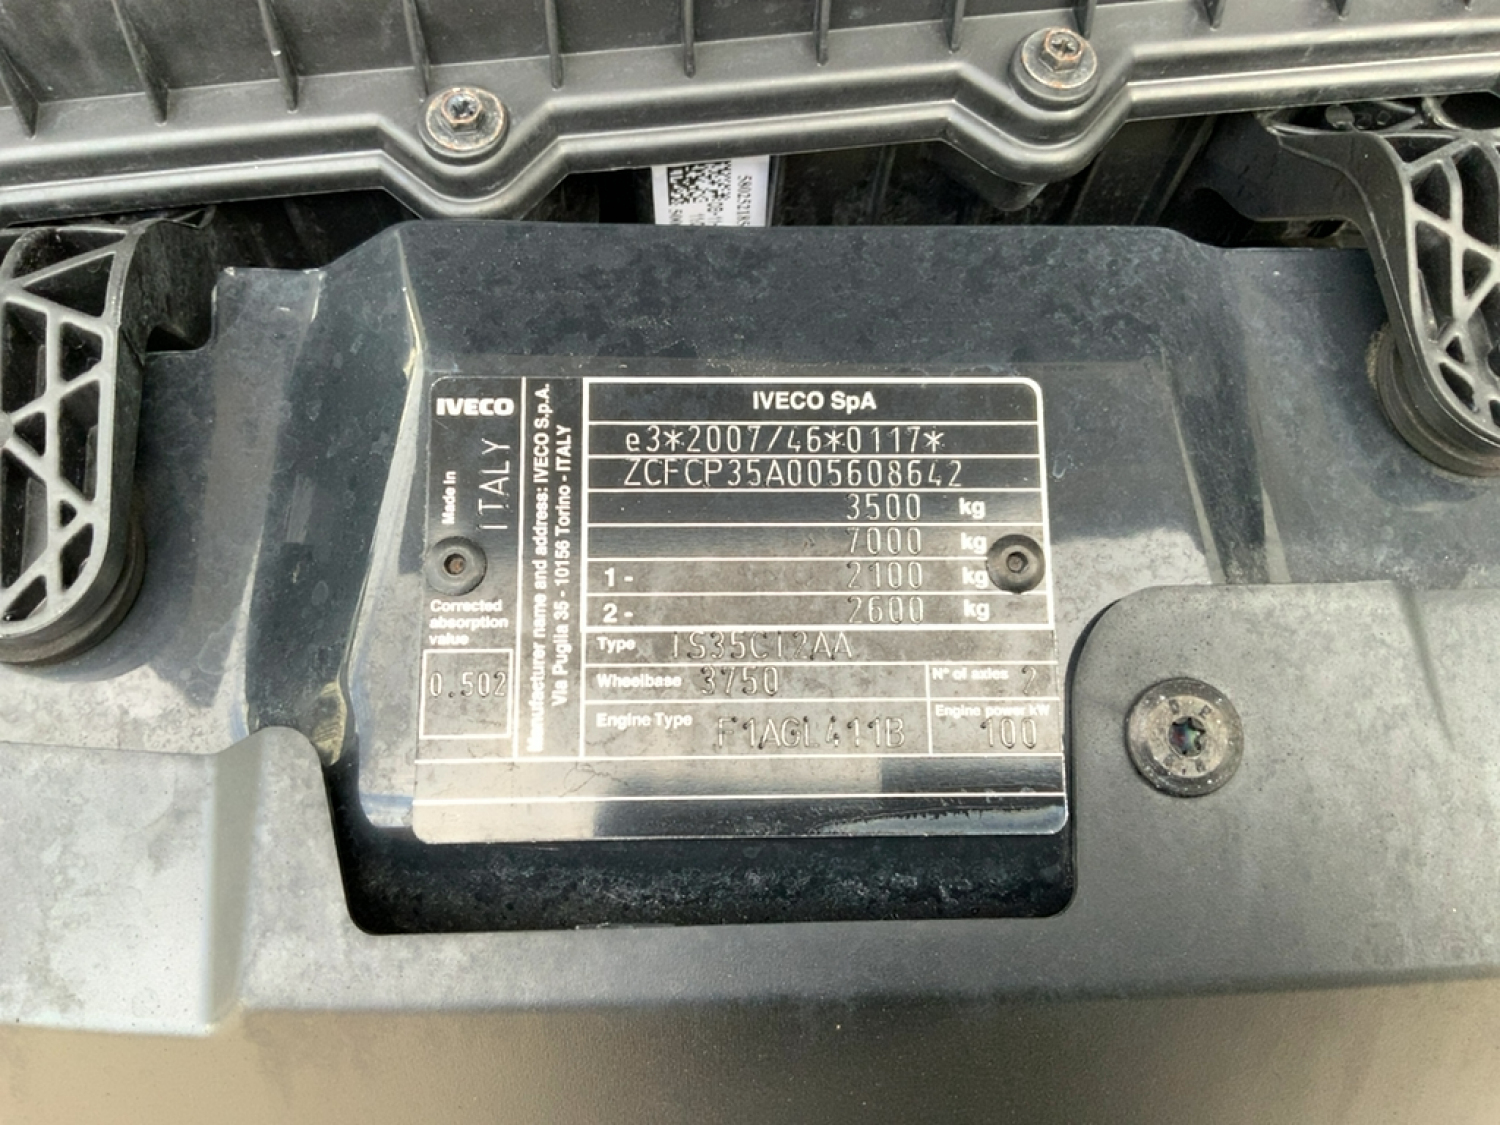 5802521895
IVECO
Made in
ITALY
Corrected
absorption
value
0.502
Manufacturer name and address: IVECO S.p.A.
Via Puglia 35 - 10156 Torino - ITALY
IVECO SpA
e3*2007/46*0117*
ZCFCP35A005608642
3500 kg
7000 kg
1 - 2100 kg
2 - 2600 kg
Type IS35CI2AA
Wheelbase 3750
N° of axles 2
Engine Type F1AGL411B
Engine power kW 100